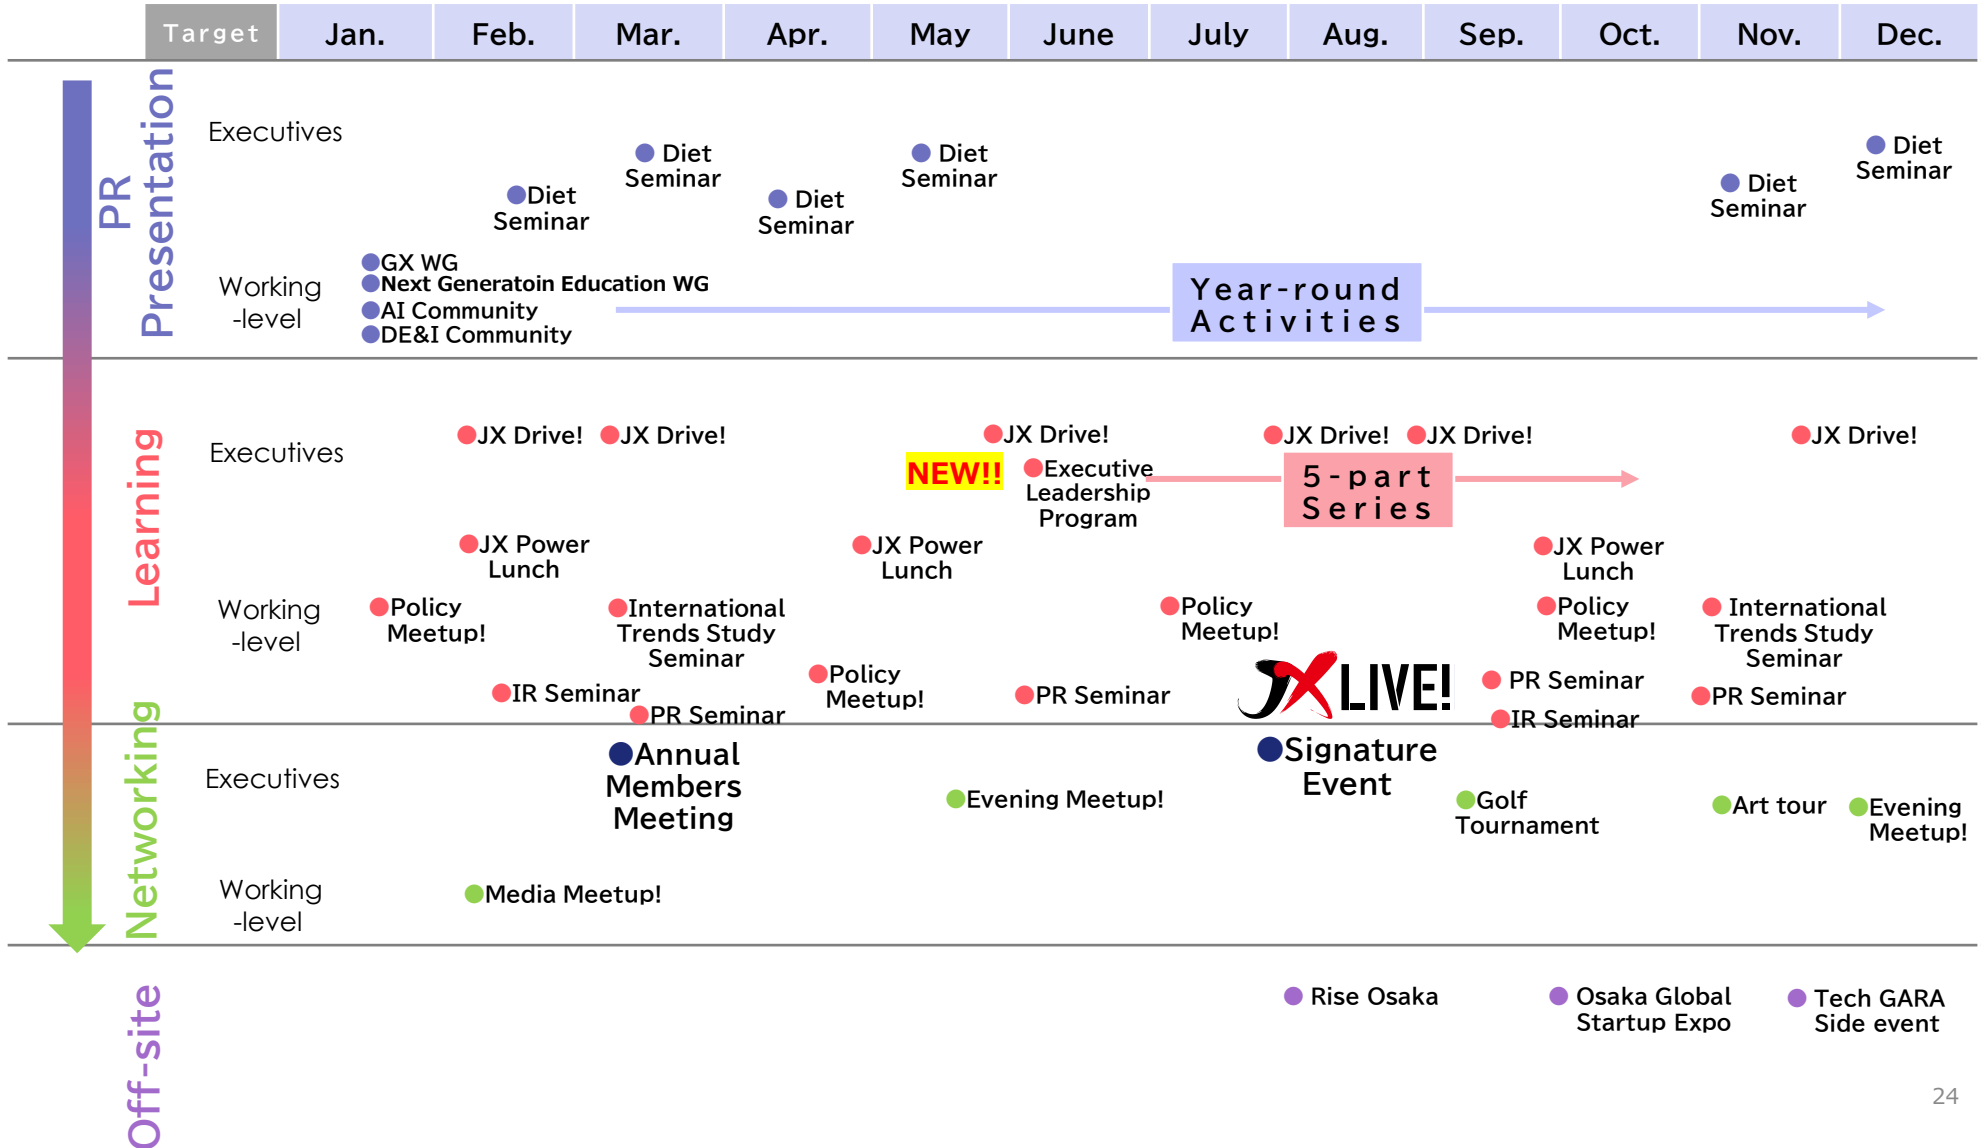 Target Jan. Feb. Mar. Apr. May June July Aug. Sep. Oct. Nov. Dec.
PR
Presentation
Executives
Diet
Seminar
Diet
Seminar
Diet
Seminar
Diet
Seminar
Diet
Seminar
Diet
Seminar
Working
-level
GX WG
Next Generatoin Education WG
AI Community
DE&I Community
Year-round
Activities
Learning
Executives
JX Drive!
JX Drive!
JX Drive!
JX Drive!
JX Drive!
JX Drive!
NEW!!
Executive
Leadership
Program
5-part
Series
JX Power
Lunch
JX Power
Lunch
JX Power
Lunch
Working
-level
Policy
Meetup!
International
Trends Study
Seminar
Policy
Meetup!
Policy
Meetup!
International
Trends Study
Seminar
IR Seminar
PR Seminar
Policy
Meetup!
PR Seminar
JX LIVE!
PR Seminar
IR Seminar
PR Seminar
Networking
Executives
Annual
Members
Meeting
Evening Meetup!
Signature
Event
Golf
Tournament
Art tour
Evening
Meetup!
Working
-level
Media Meetup!
Off-site
Rise Osaka
Osaka Global
Startup Expo
Tech GARA
Side event
24